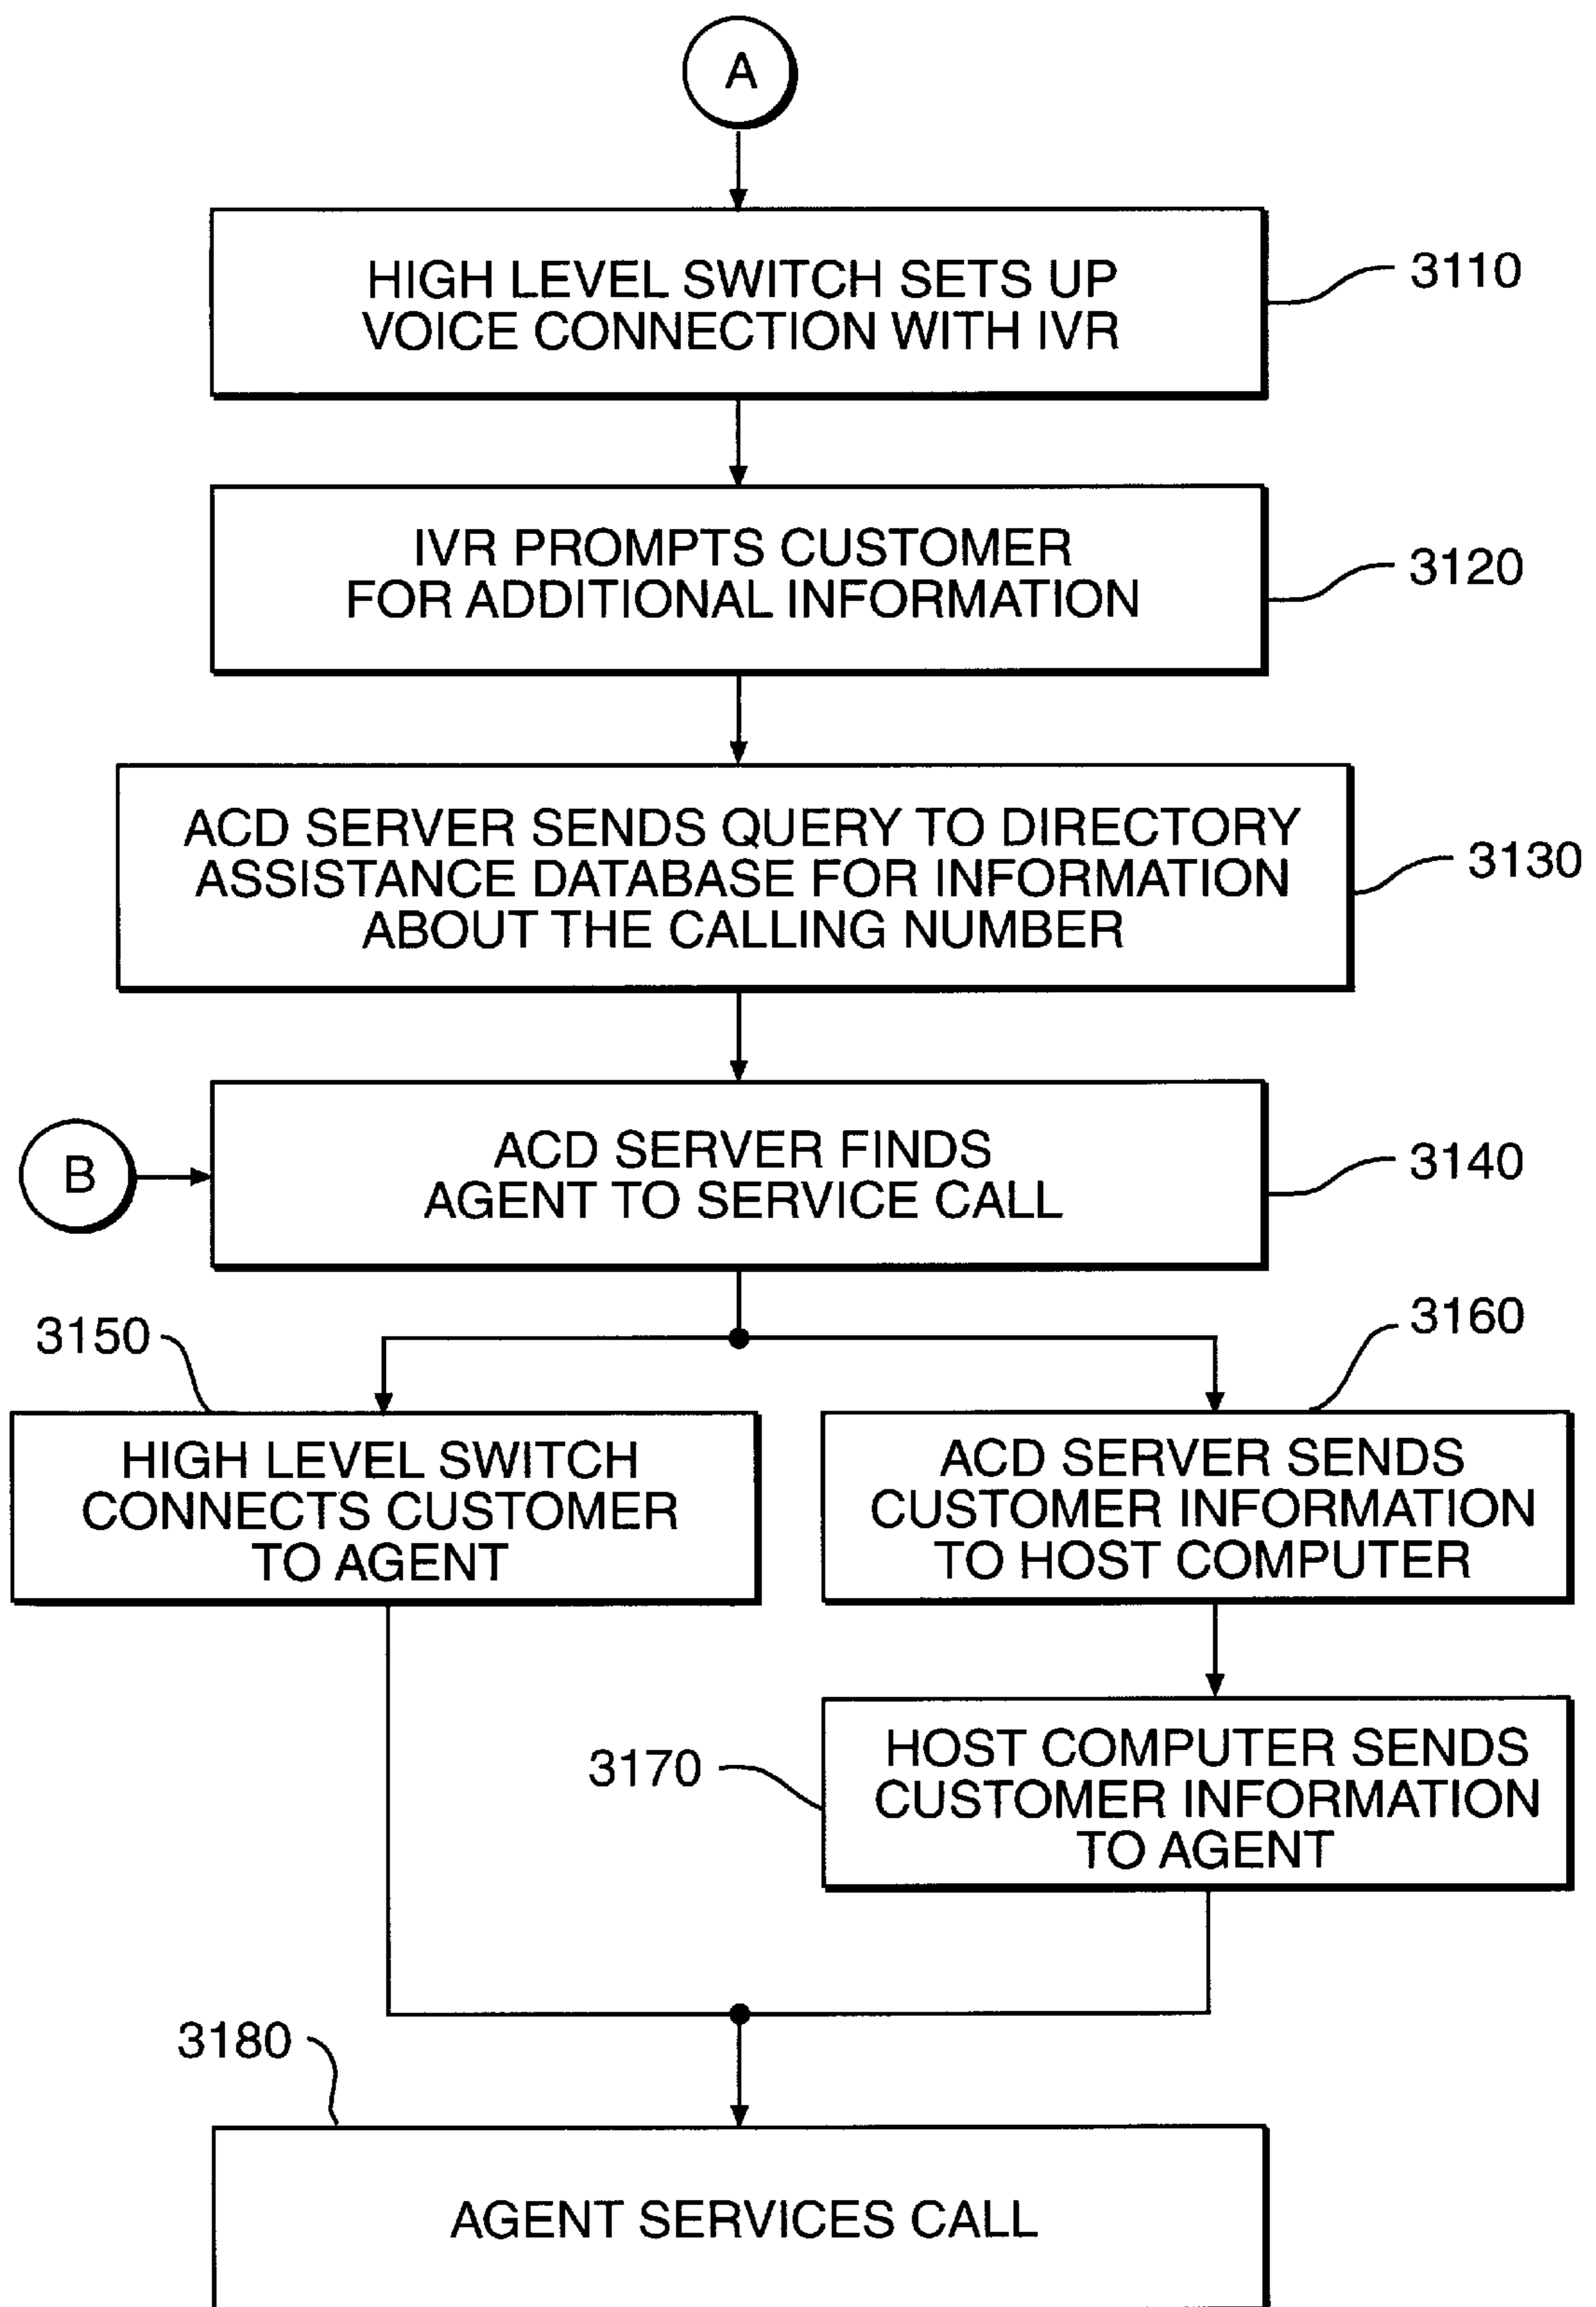 A
HIGH LEVEL SWITCH SETS UP
VOICE CONNECTION WITH IVR
3110
IVR PROMPTS CUSTOMER
FOR ADDITIONAL INFORMATION
3120
ACD SERVER SENDS QUERY TO DIRECTORY
ASSISTANCE DATABASE FOR INFORMATION
ABOUT THE CALLING NUMBER
3130
B
ACD SERVER FINDS
AGENT TO SERVICE CALL
3140
3150
HIGH LEVEL SWITCH
CONNECTS CUSTOMER
TO AGENT
3160
ACD SERVER SENDS
CUSTOMER INFORMATION
TO HOST COMPUTER
3170
HOST COMPUTER SENDS
CUSTOMER INFORMATION
TO AGENT
3180
AGENT SERVICES CALL